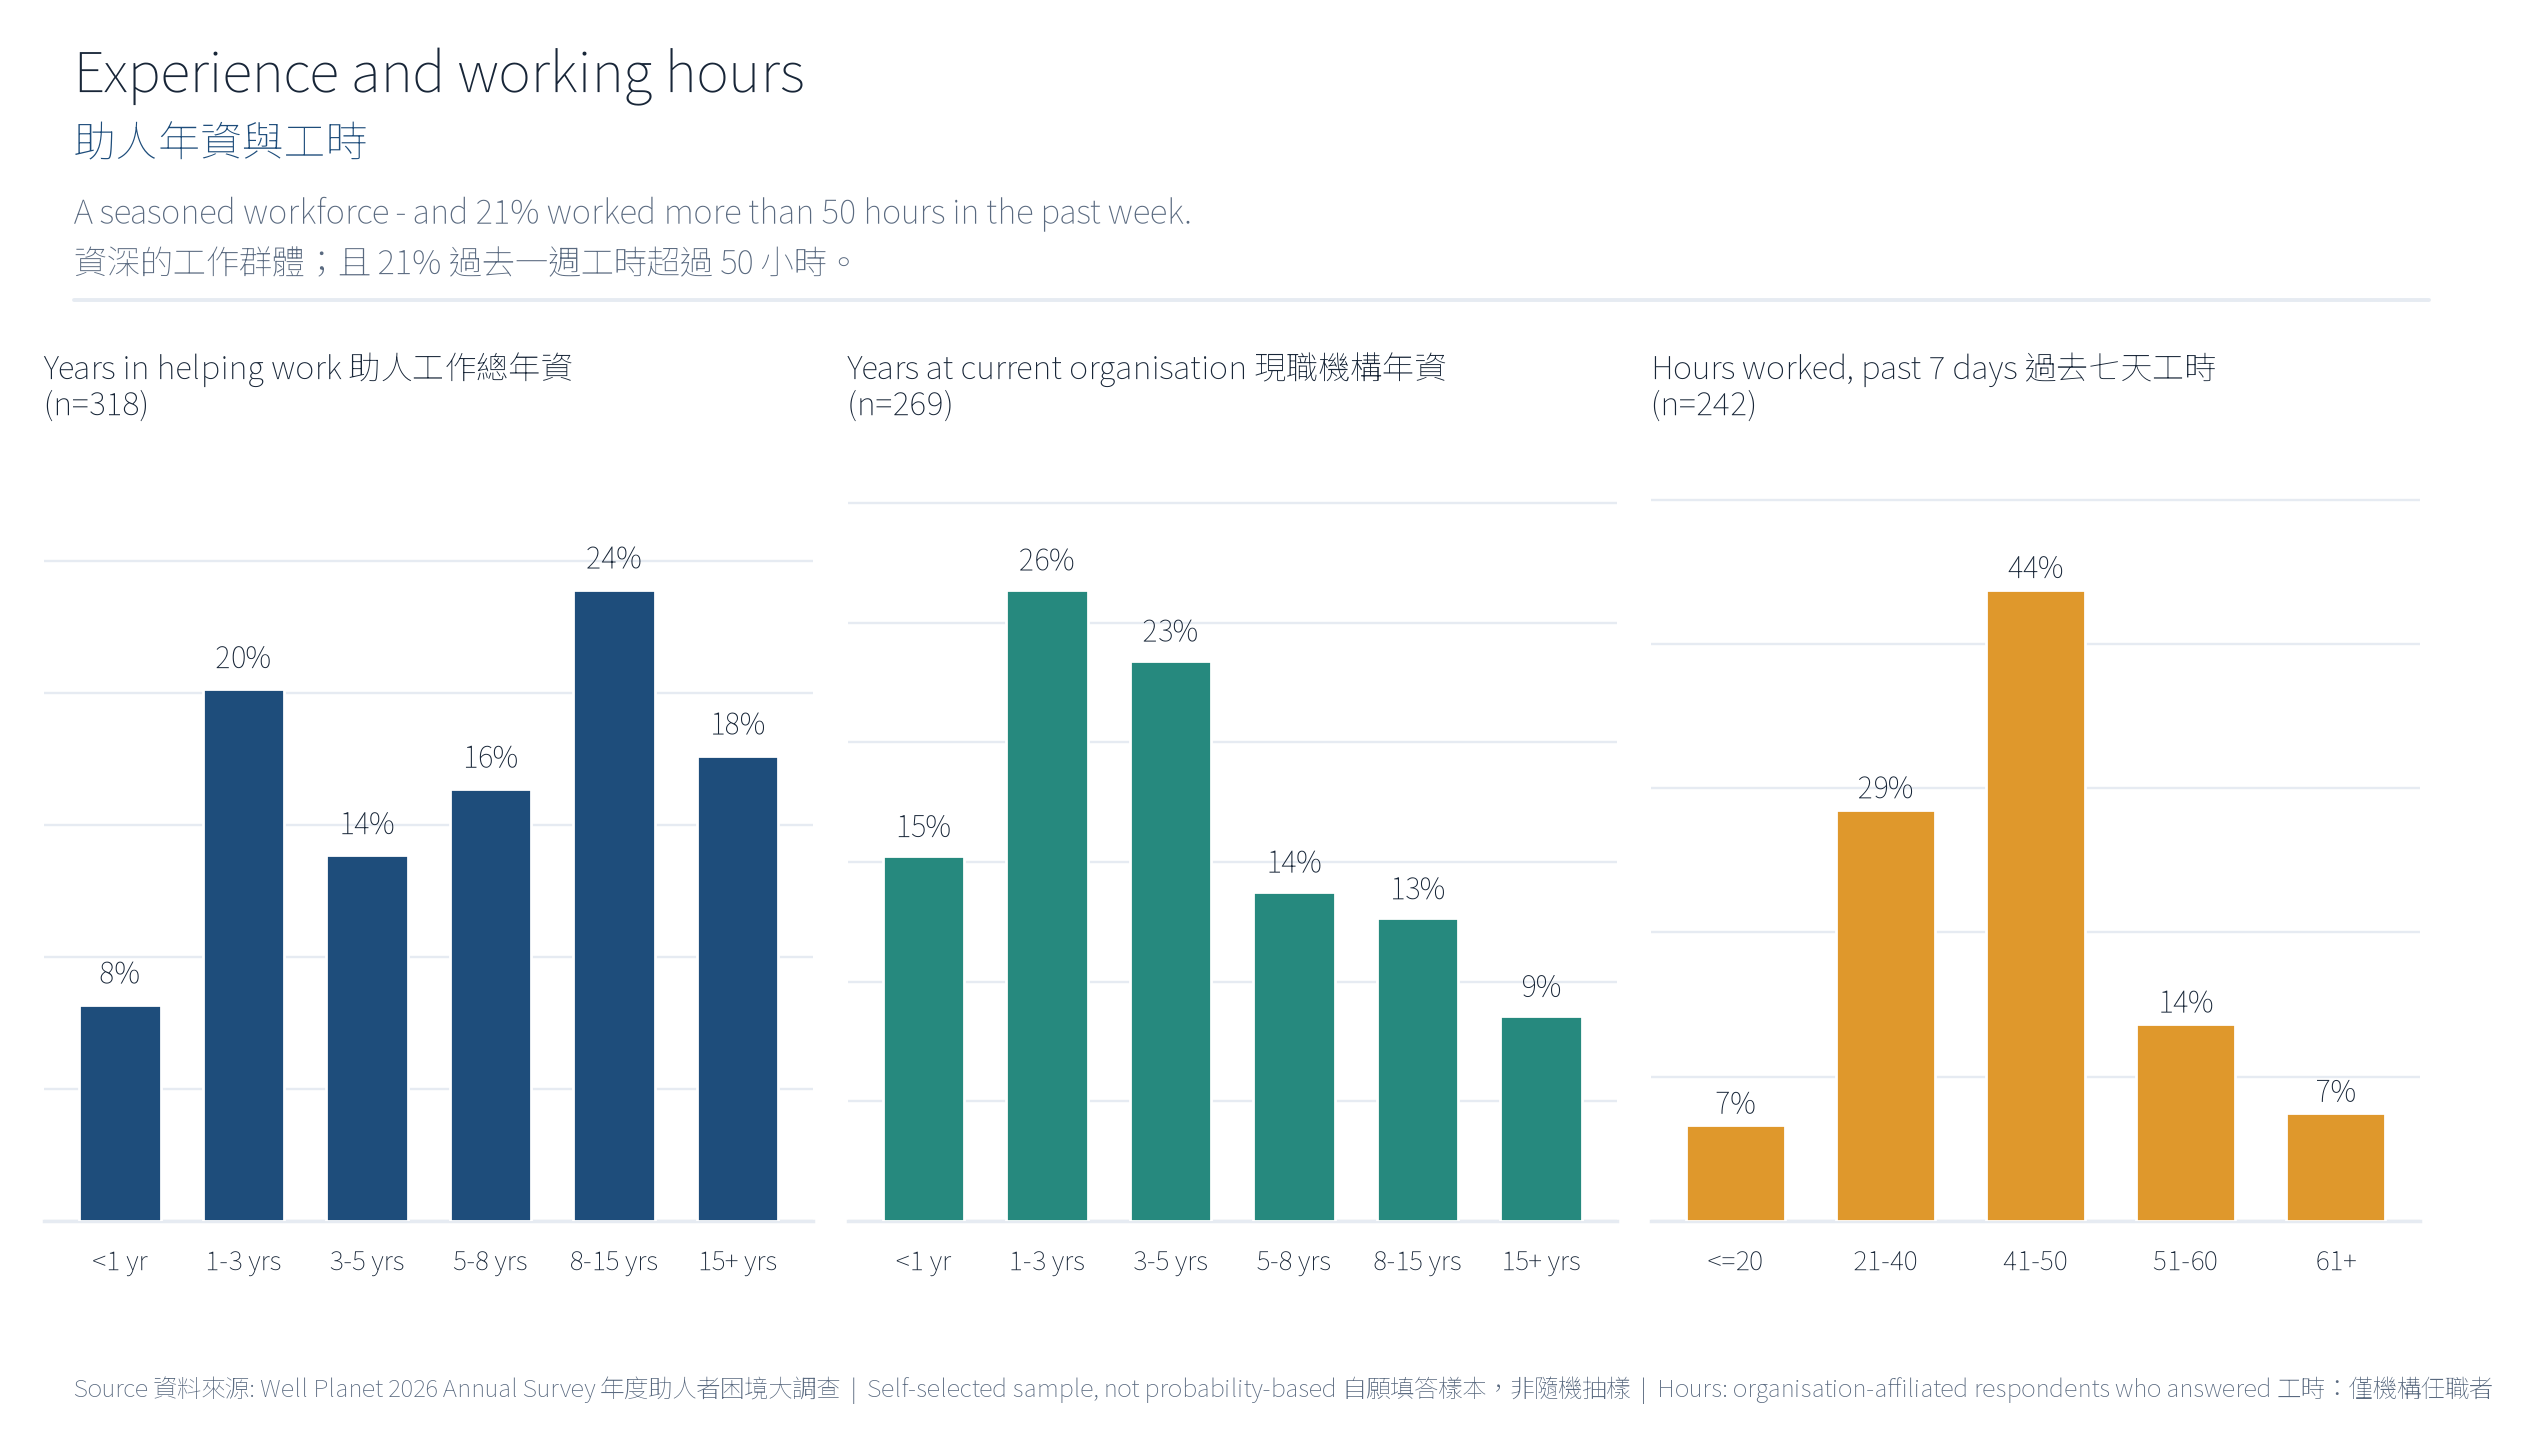 Experience and working hours
助人年資與工時
A seasoned workforce - and 21% worked more than 50 hours in the past week.
資深的工作群體；且 21% 過去一週工時超過 50 小時。
Years in helping work 助人工作總年資
(n=318)
24%
20%
18%
16%
14%
8%
<1 yr 1-3 yrs 3-5 yrs 5-8 yrs 8-15 yrs 15+ yrs
Years at current organisation 現職機構年資
(n=269)
26%
23%
15%
14%
13%
9%
<1 yr 1-3 yrs 3-5 yrs 5-8 yrs 8-15 yrs 15+ yrs
Hours worked, past 7 days 過去七天工時
(n=242)
44%
29%
14%
7%
7%
<=20 21-40 41-50 51-60 61+
Source 資料來源: Well Planet 2026 Annual Survey 年度助人者困境大調查 | Self-selected sample, not probability-based 自願填答樣本，非隨機抽樣 | Hours: organisation-affiliated respondents who answered 工時：僅機構任職者